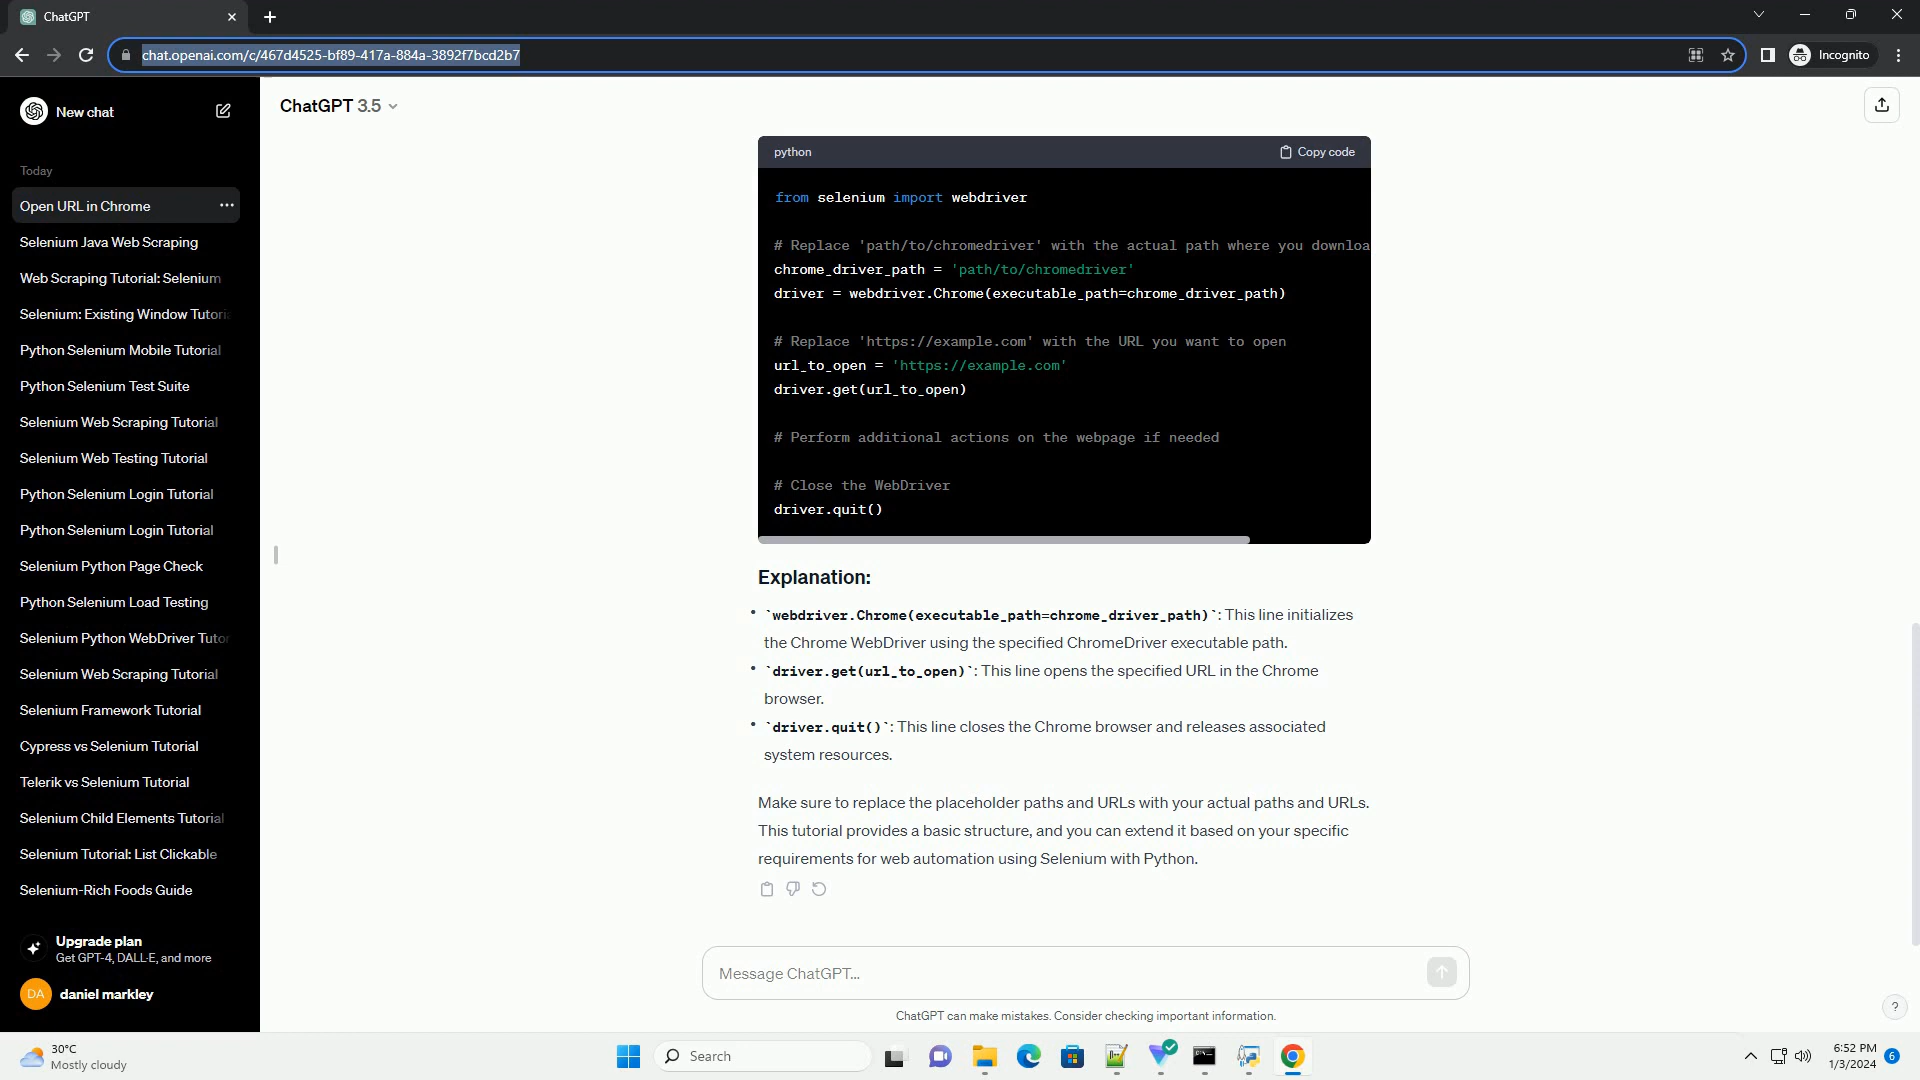 ChatGPT
chat.openai.com/c/467d4525-bf89-417a-884a-3892f7bcd2b7
Incognito
New chat
Today
Open URL in Chrome
Selenium Java Web Scraping
Web Scraping Tutorial: Selenium
Selenium: Existing Window Tutoria
Python Selenium Mobile Tutorial
Python Selenium Test Suite
Selenium Web Scraping Tutorial
Selenium Web Testing Tutorial
Python Selenium Login Tutorial
Python Selenium Login Tutorial
Selenium Python Page Check
Python Selenium Load Testing
Selenium Python WebDriver Tutor
Selenium Web Scraping Tutorial
Selenium Framework Tutorial
Cypress vs Selenium Tutorial
Telerik vs Selenium Tutorial
Selenium Child Elements Tutorial
Selenium Tutorial: List Clickable
Selenium-Rich Foods Guide
Upgrade plan
Get GPT-4, DALL·E, and more
DA daniel markley
ChatGPT 3.5
python Copy code
from selenium import webdriver
# Replace 'path/to/chromedriver' with the actual path where you downloa
chrome_driver_path = 'path/to/chromedriver'
driver = webdriver.Chrome(executable_path=chrome_driver_path)
# Replace 'https://example.com' with the URL you want to open
url_to_open = 'https://example.com'
driver.get(url_to_open)
# Perform additional actions on the webpage if needed
# Close the WebDriver
driver.quit()
Explanation:
• `webdriver.Chrome(executable_path=chrome_driver_path)`: This line initializes
the Chrome WebDriver using the specified ChromeDriver executable path.
• `driver.get(url_to_open)`: This line opens the specified URL in the Chrome
browser.
• `driver.quit()`: This line closes the Chrome browser and releases associated
system resources.
Make sure to replace the placeholder paths and URLs with your actual paths and URLs.
This tutorial provides a basic structure, and you can extend it based on your specific
requirements for web automation using Selenium with Python.
Message ChatGPT...
ChatGPT can make mistakes. Consider checking important information.
?
30°C
Mostly cloudy
Search
6:52 PM
1/3/2024
6